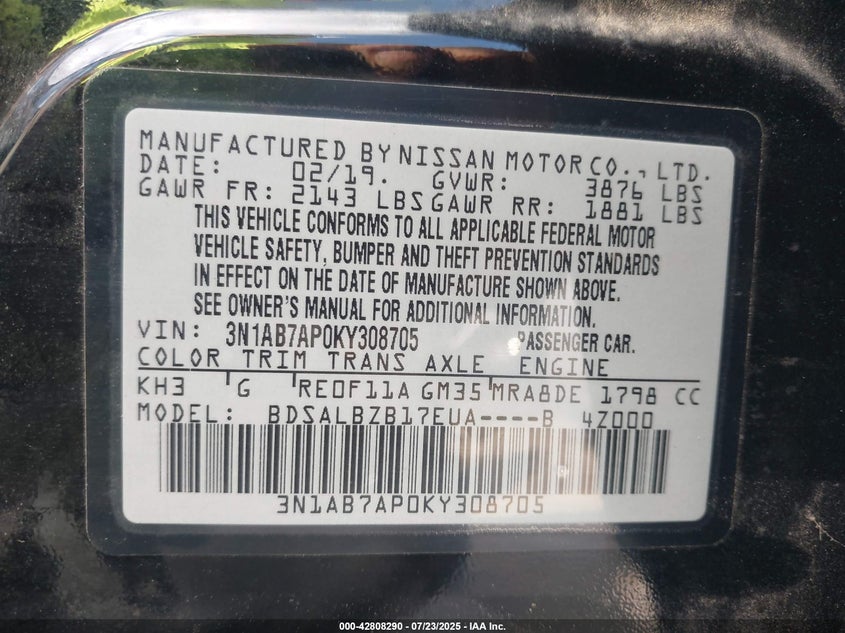 MANUFACTURED BY NISSAN MOTOR CO., LTD.
DATE: 02/19. GVWR: 3876 LBS
GAWR FR: 2143 LBS GAWR RR: 1881 LBS
THIS VEHICLE CONFORMS TO ALL APPLICABLE FEDERAL MOTOR
VEHICLE SAFETY, BUMPER AND THEFT PREVENTION STANDARDS
IN EFFECT ON THE DATE OF MANUFACTURE SHOWN ABOVE.
SEE OWNER'S MANUAL FOR ADDITIONAL INFORMATION.
VIN: 3N1AB7AP0KY308705 PASSENGER CAR.
COLOR TRIM TRANS AXLE ENGINE
KH3 G RE0F11A GM35 MRA8DE 1798 CC
MODEL: BDSALBZB17EUA----B 4Z000
3N1AB7AP0KY308705
000-42808290 - 07/23/2025 - IAA Inc.